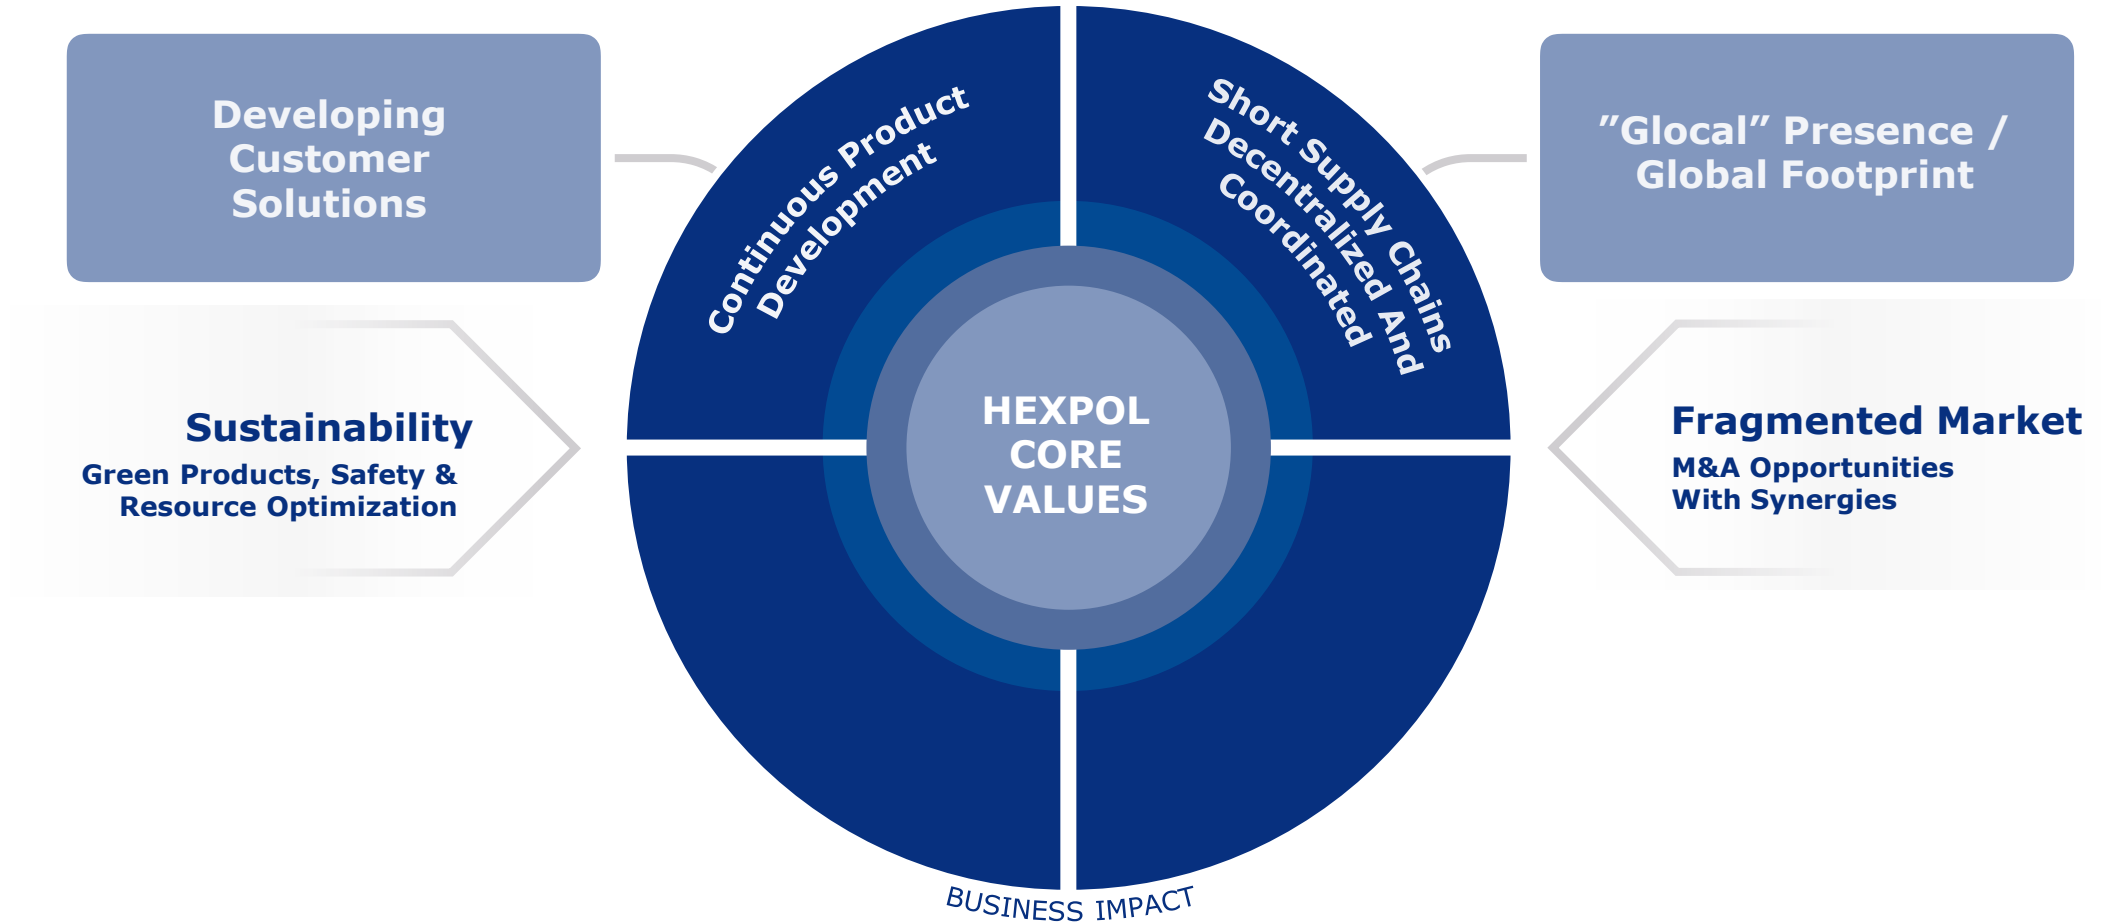 Developing
Customer
Solutions
Continuous Product
Development
Short Supply Chains
Decentralized And
Coordinated
”Glocal” Presence /
Global Footprint
Sustainability
Green Products, Safety &
Resource Optimization
HEXPOL
CORE
VALUES
Fragmented Market
M&A Opportunities
With Synergies
BUSINESS IMPACT